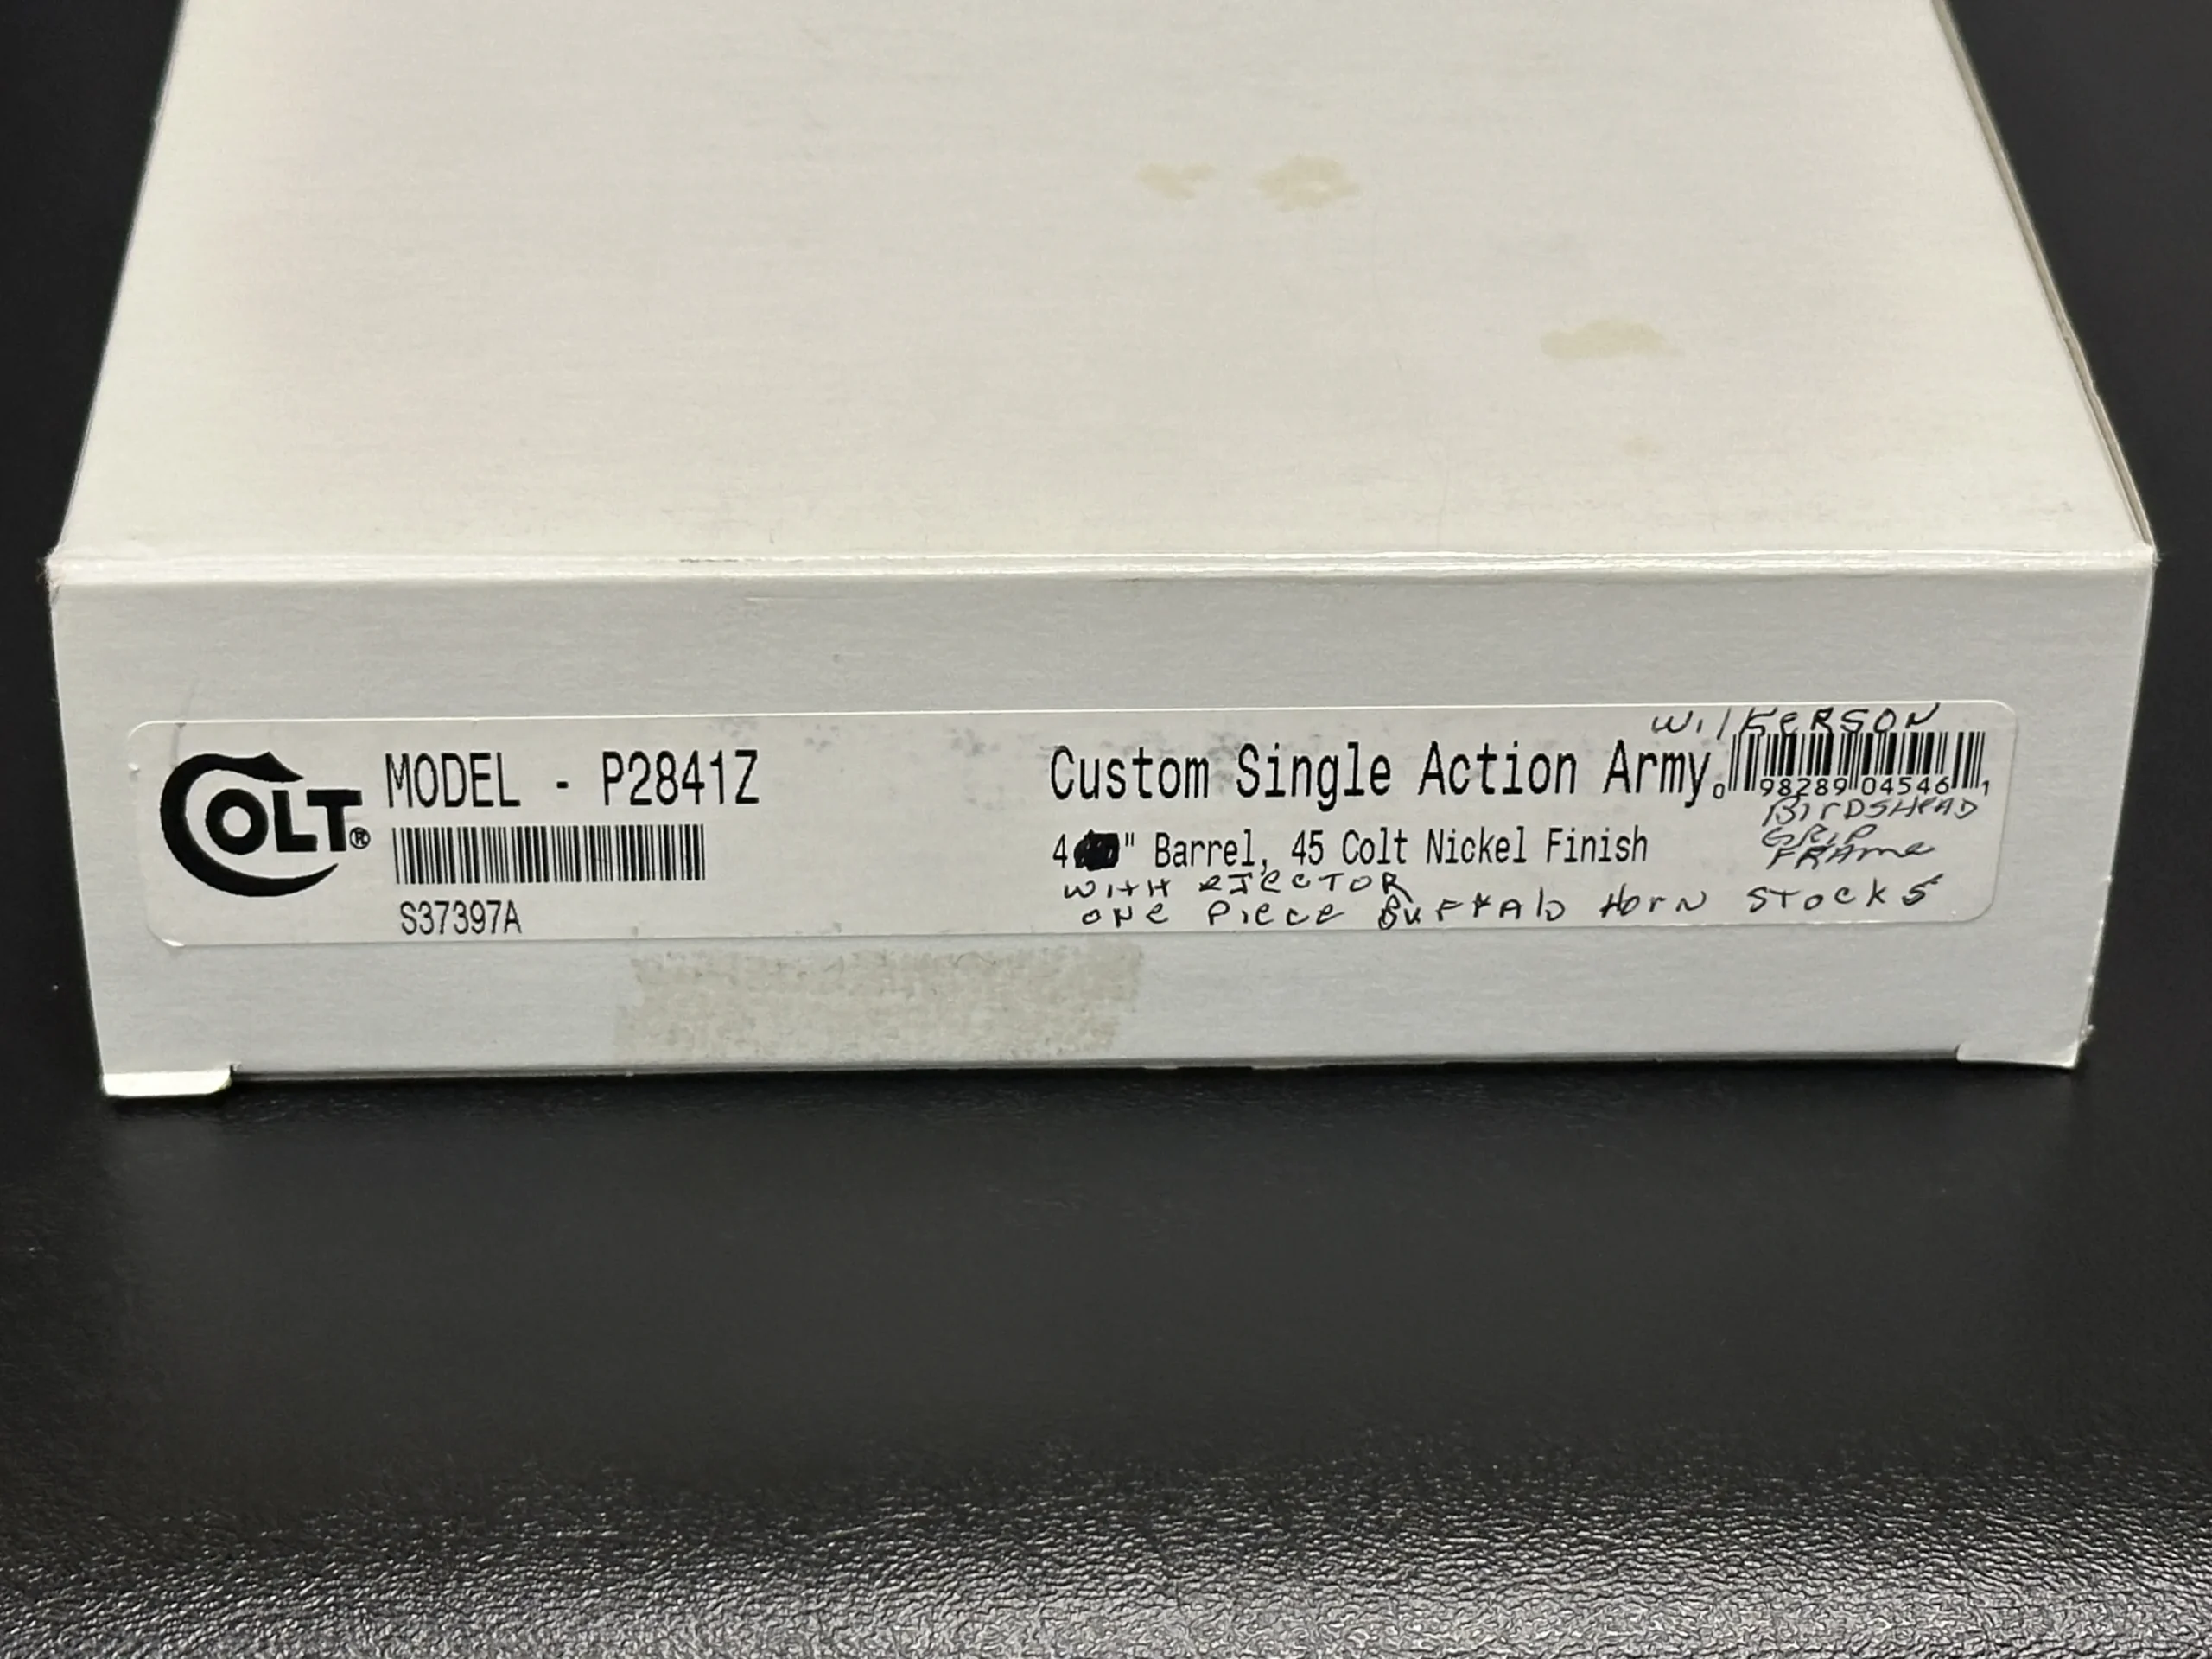 COLT®
MODEL - P2841Z
S37397A
WilKeRSON
Custom Single Action Army
0 98289 04546 1
4 " Barrel, 45 Colt Nickel Finish
BirDSHeAD
GRIP
FRAme
WITH eJeCTOR
ONe Piece BuFFAlo HorN STocKS